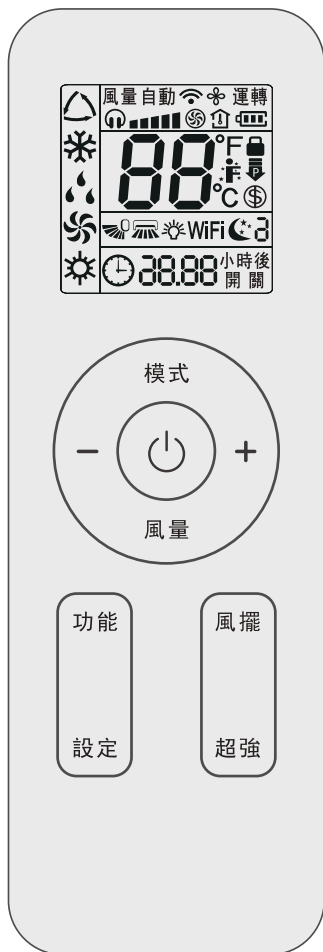 風量 自動 運轉
88 °F
°C
WiFi
38.88 小時後
開 關
模式
− +
風量
功能 風擺
設定 超強